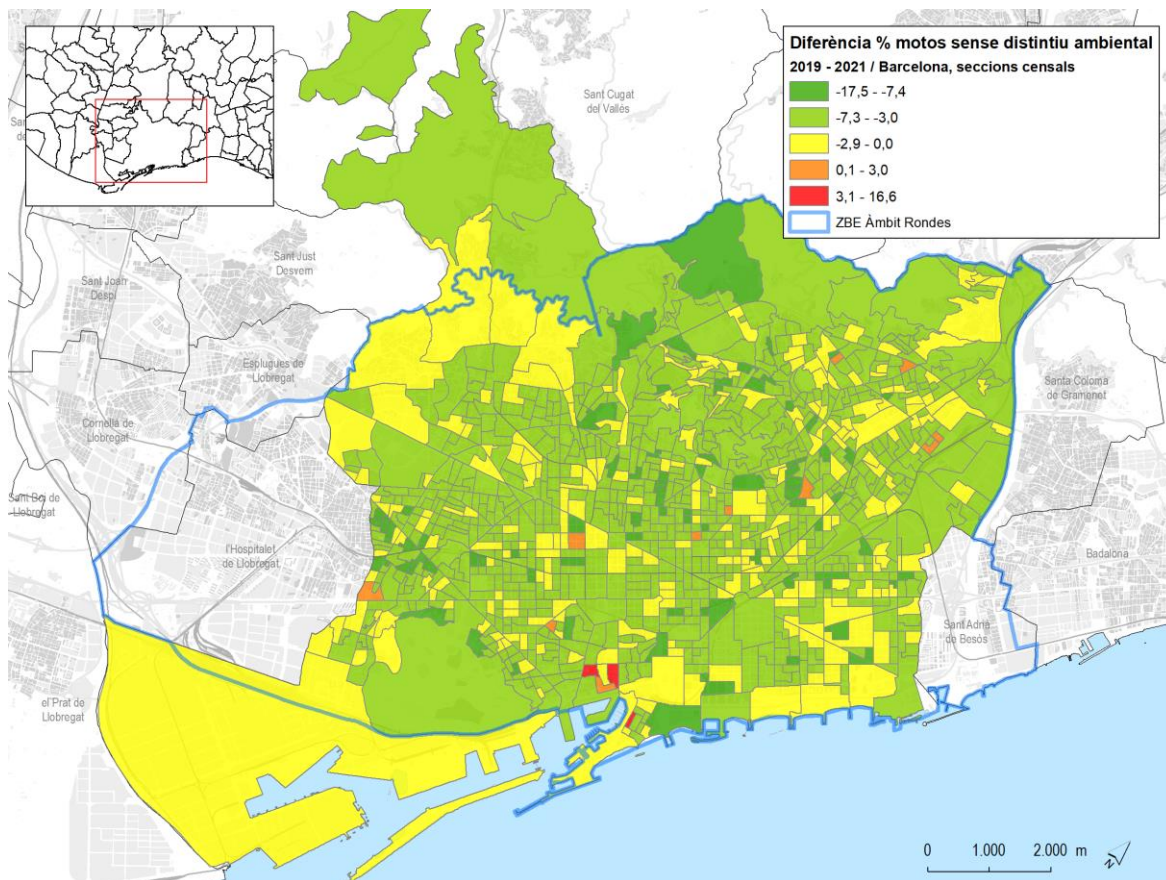 Diferència % motos sense distintiu ambiental
2019 - 2021 / Barcelona, seccions censals
-17,5 - -7,4
-7,3 - -3,0
-2,9 - 0,0
0,1 - 3,0
3,1 - 16,6
ZBE Àmbit Rondes
Sant Cugat
del Vallés
Sant Just
Desvern
Sant Joan
Despí
Esplugues de
Llobregat
Cornellà de
Llobregat
Sant Boi de
Llobregat
l'Hospitalet
de Llobregat
el Prat de
Llobregat
Santa Coloma
de Gramenet
Badalona
Sant Adrià
de Besòs
0 1.000 2.000 m
N